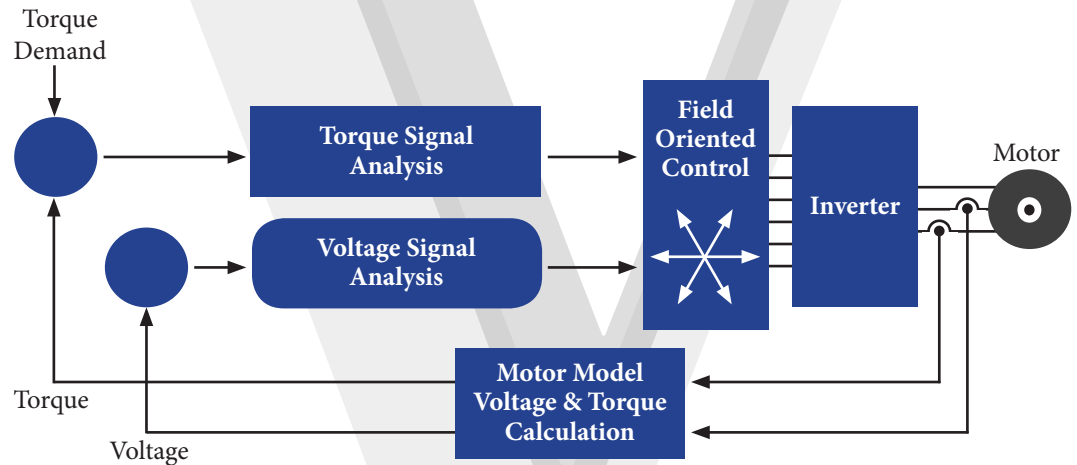 Torque
Demand
Torque Signal
Analysis
Voltage Signal
Analysis
Field
Oriented
Control
Inverter
Motor
Motor Model
Voltage & Torque
Calculation
Torque
Voltage